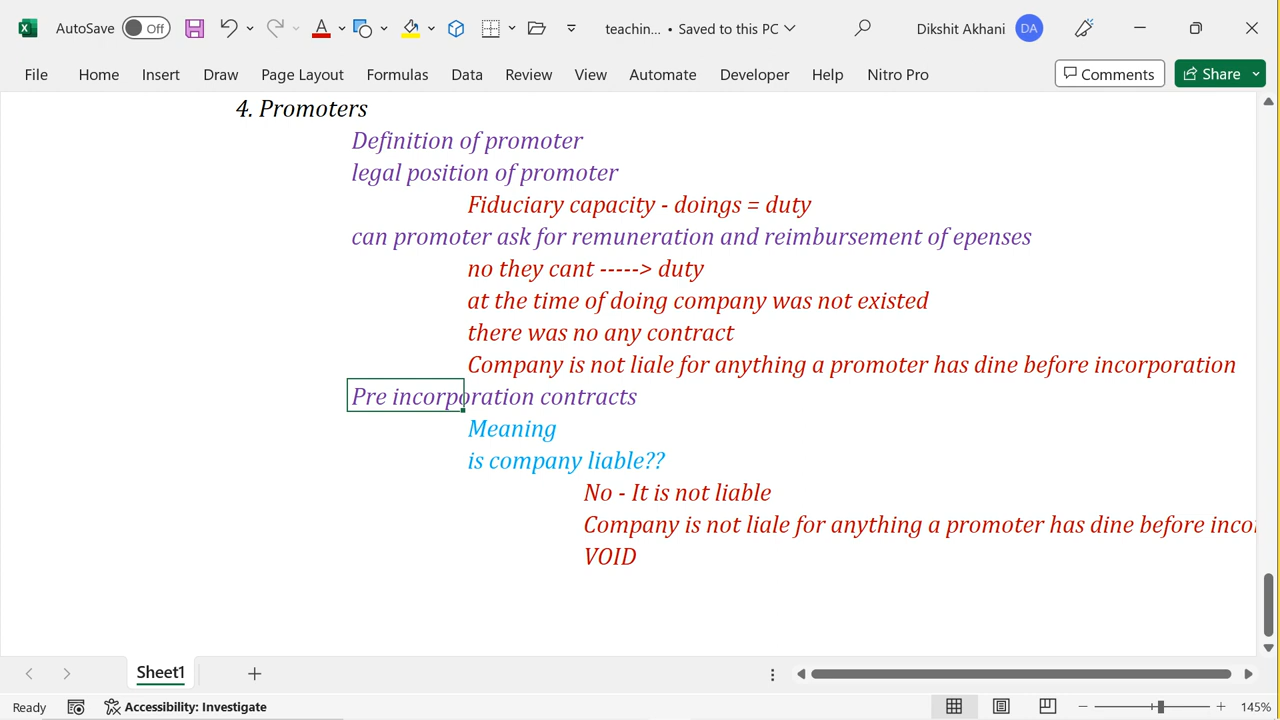 AutoSave Off teachin... • Saved to this PC Dikshit Akhani DA
File Home Insert Draw Page Layout Formulas Data Review View Automate Developer Help Nitro Pro Comments Share
4. Promoters
Definition of promoter
legal position of promoter
Fiduciary capacity - doings = duty
can promoter ask for remuneration and reimbursement of epenses
no they cant -----> duty
at the time of doing company was not existed
there was no any contract
Company is not liale for anything a promoter has dine before incorporation
Pre incorporation contracts
Meaning
is company liable??
No - It is not liable
Company is not liale for anything a promoter has dine before inco
VOID
Sheet1
Ready Accessibility: Investigate 145%